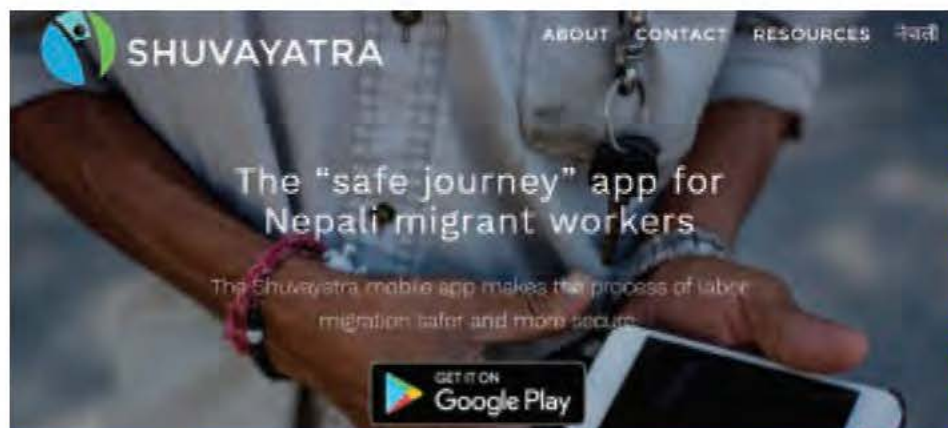 SHUVAYATRA
ABOUT CONTACT RESOURCES नेपाली
The “safe journey” app for
Nepali migrant workers
The Shuvayatra mobile app makes the process of labor
migration safer and more secure.
GET IT ON
Google Play